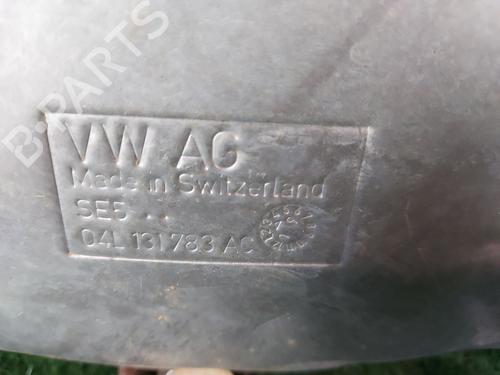 VW AG
Made in Switzerland
SE5 . . .
04L 131 783 AC
B-PARTS